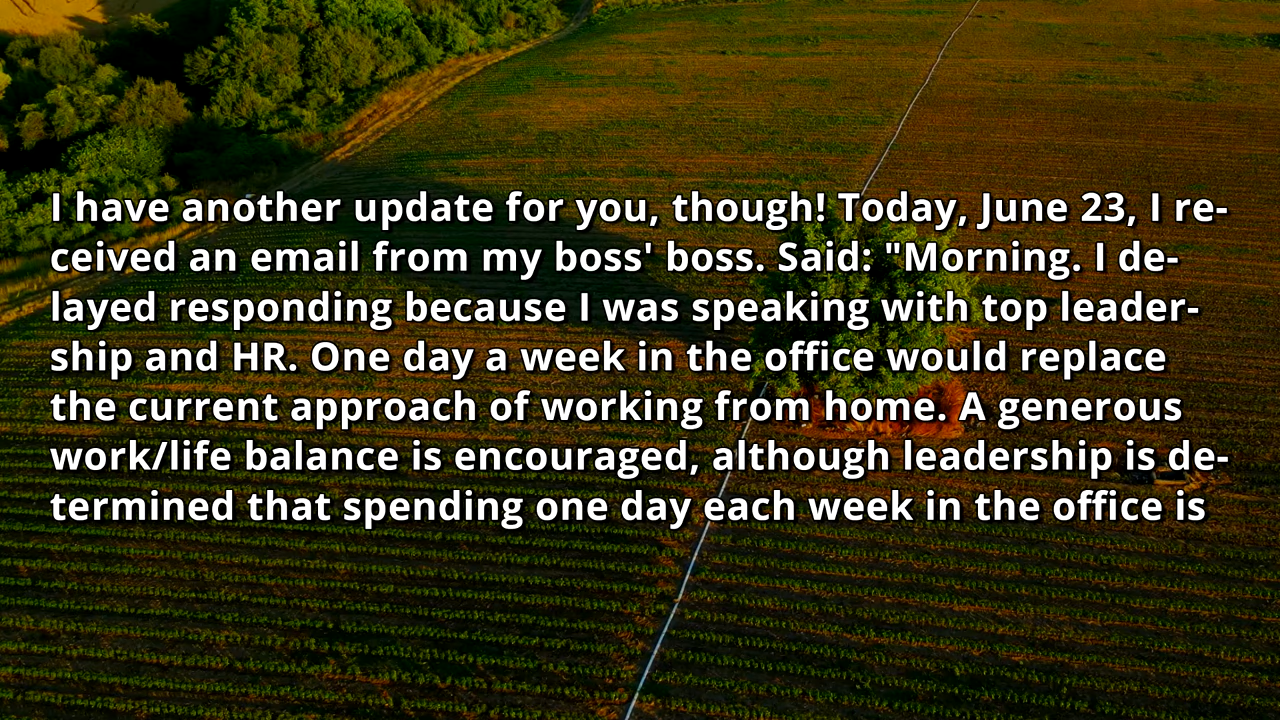 I have another update for you, though! Today, June 23, I re-
ceived an email from my boss' boss. Said: "Morning. I de-
layed responding because I was speaking with top leader-
ship and HR. One day a week in the office would replace
the current approach of working from home. A generous
work/life balance is encouraged, although leadership is de-
termined that spending one day each week in the office is